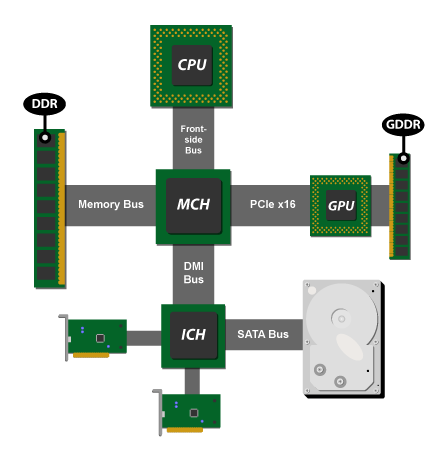 CPU
DDR
GDDR
Front-
side
Bus
Memory Bus
MCH
PCIe x16
GPU
DMI
Bus
ICH
SATA Bus